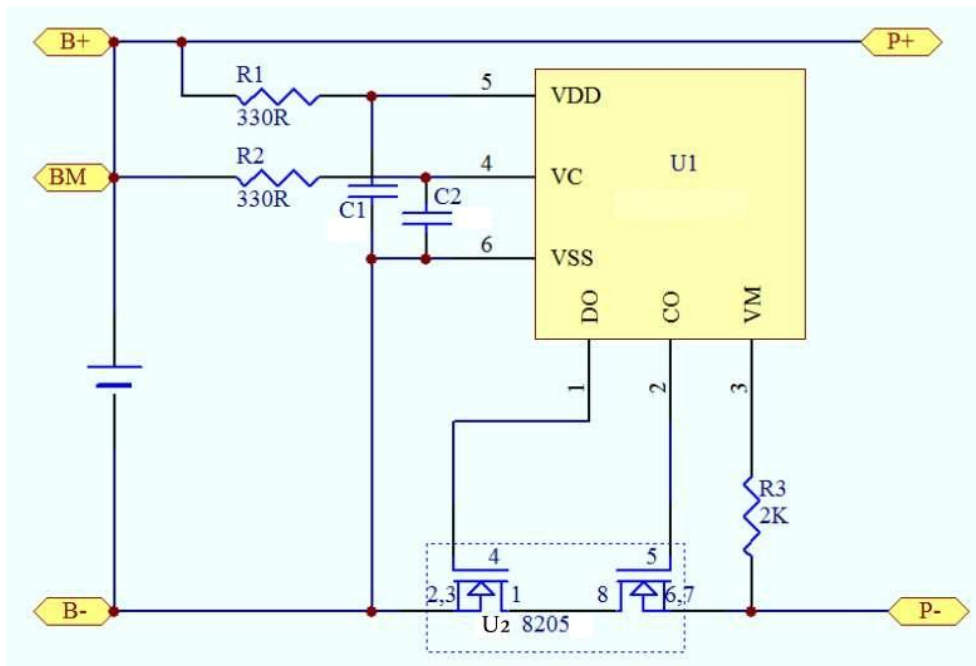 B+
P+
R1
330R
5
VDD
R2
330R
BM
4
VC
U1
C1
C2
6
VSS
DO
CO
VM
1
2
3
R3
2K
4
5
2,3
1
8
6,7
B-
U2 8205
P-